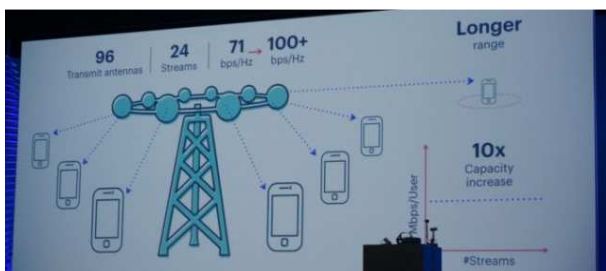 96
Transmit antennas
24
Streams
71
bps/Hz
100+
bps/Hz
Longer
range
10x
Capacity
increase
Mbps/User
#Streams